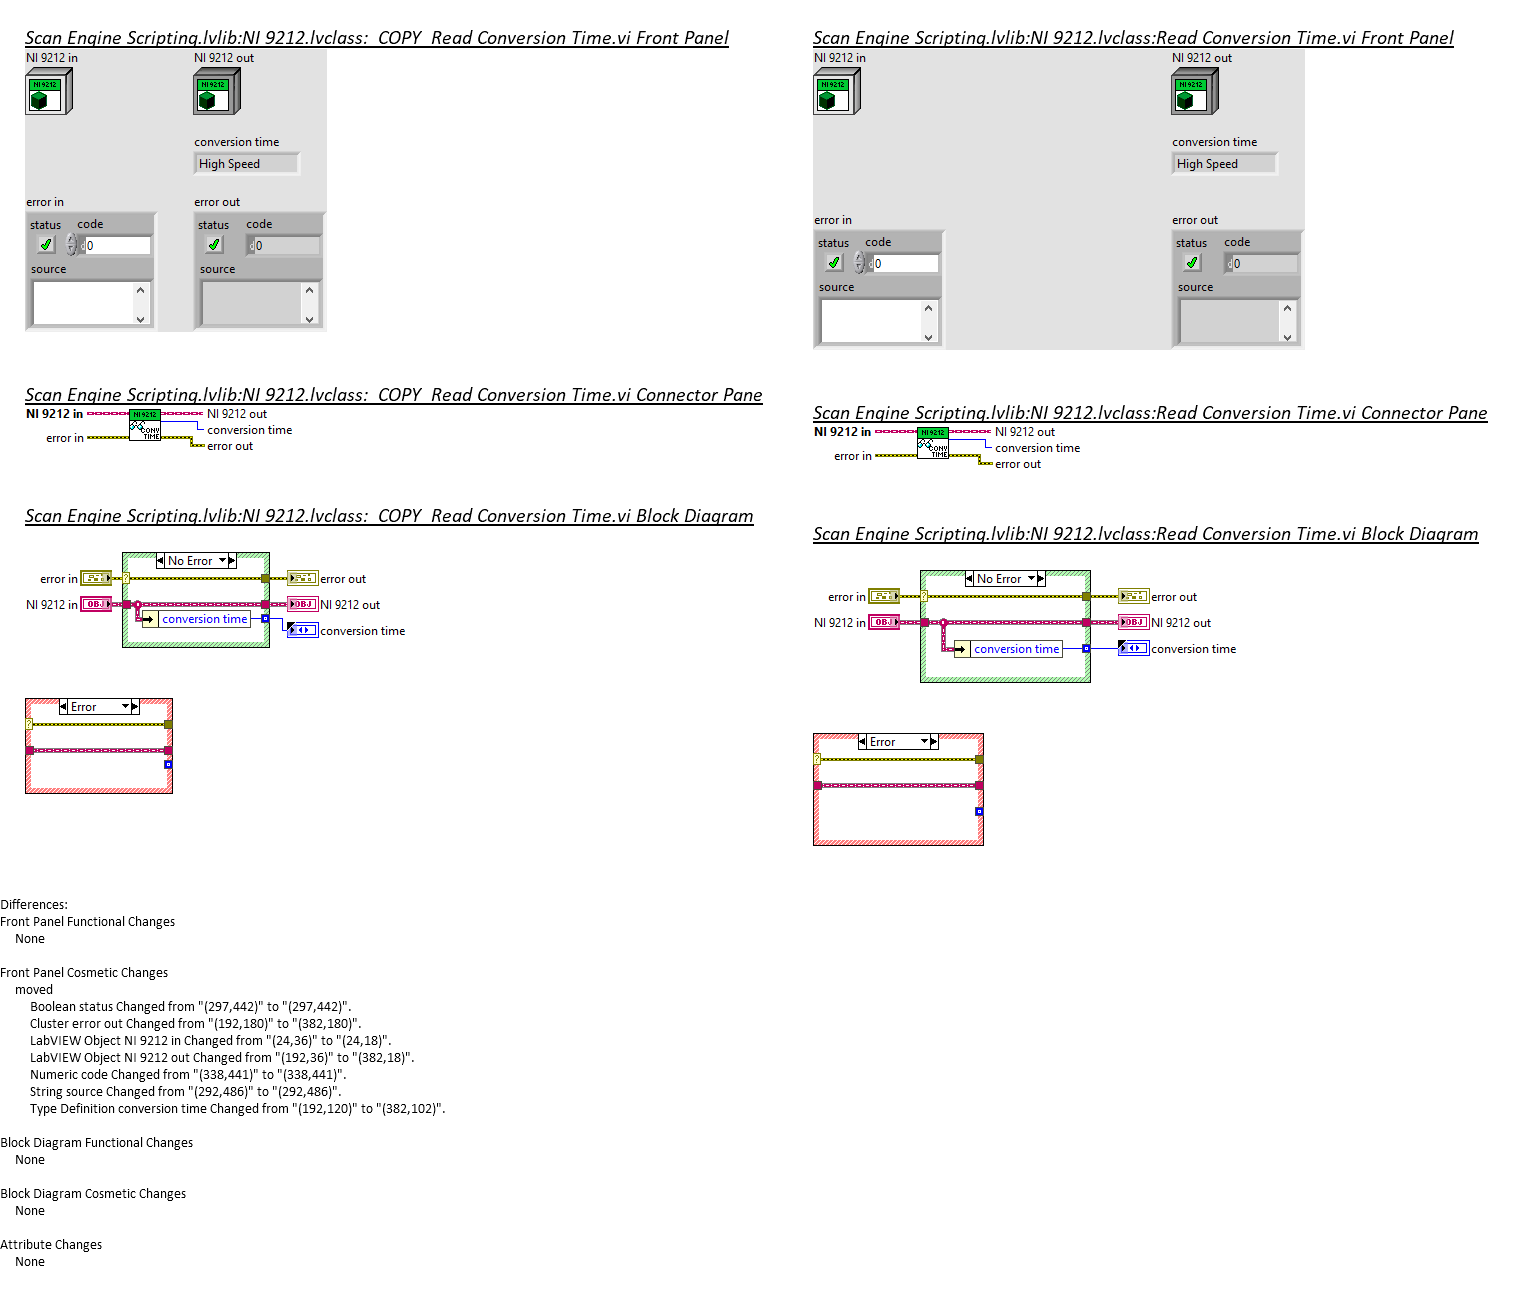 Scan Engine Scripting.lvlib:NI 9212.lvclass:_COPY_Read Conversion Time.vi Front Panel
NI 9212 in
NI 9212 out
NI 9212
NI 9212
conversion time
High Speed
error in
error out
status
code
0
source
status
code
0
source
Scan Engine Scripting.lvlib:NI 9212.lvclass:_COPY_Read Conversion Time.vi Connector Pane
NI 9212 in
NI 9212
NI 9212 out
CONV
TIME
conversion time
error in
error out
Scan Engine Scripting.lvlib:NI 9212.lvclass:_COPY_Read Conversion Time.vi Block Diagram
No Error
error in
?
error out
NI 9212 in
OBJ
OBJ
NI 9212 out
conversion time
conversion time
Error
?
Scan Engine Scripting.lvlib:NI 9212.lvclass:Read Conversion Time.vi Front Panel
NI 9212 in
NI 9212 out
NI 9212
NI 9212
conversion time
High Speed
error in
error out
status
code
0
source
status
code
0
source
Scan Engine Scripting.lvlib:NI 9212.lvclass:Read Conversion Time.vi Connector Pane
NI 9212 in
NI 9212
NI 9212 out
CONV
TIME
conversion time
error in
error out
Scan Engine Scripting.lvlib:NI 9212.lvclass:Read Conversion Time.vi Block Diagram
No Error
error in
?
error out
NI 9212 in
OBJ
OBJ
NI 9212 out
conversion time
conversion time
Error
?
Differences:
Front Panel Functional Changes
None
Front Panel Cosmetic Changes
moved
Boolean status Changed from "(297,442)" to "(297,442)".
Cluster error out Changed from "(192,180)" to "(382,180)".
LabVIEW Object NI 9212 in Changed from "(24,36)" to "(24,18)".
LabVIEW Object NI 9212 out Changed from "(192,36)" to "(382,18)".
Numeric code Changed from "(338,441)" to "(338,441)".
String source Changed from "(292,486)" to "(292,486)".
Type Definition conversion time Changed from "(192,120)" to "(382,102)".
Block Diagram Functional Changes
None
Block Diagram Cosmetic Changes
None
Attribute Changes
None